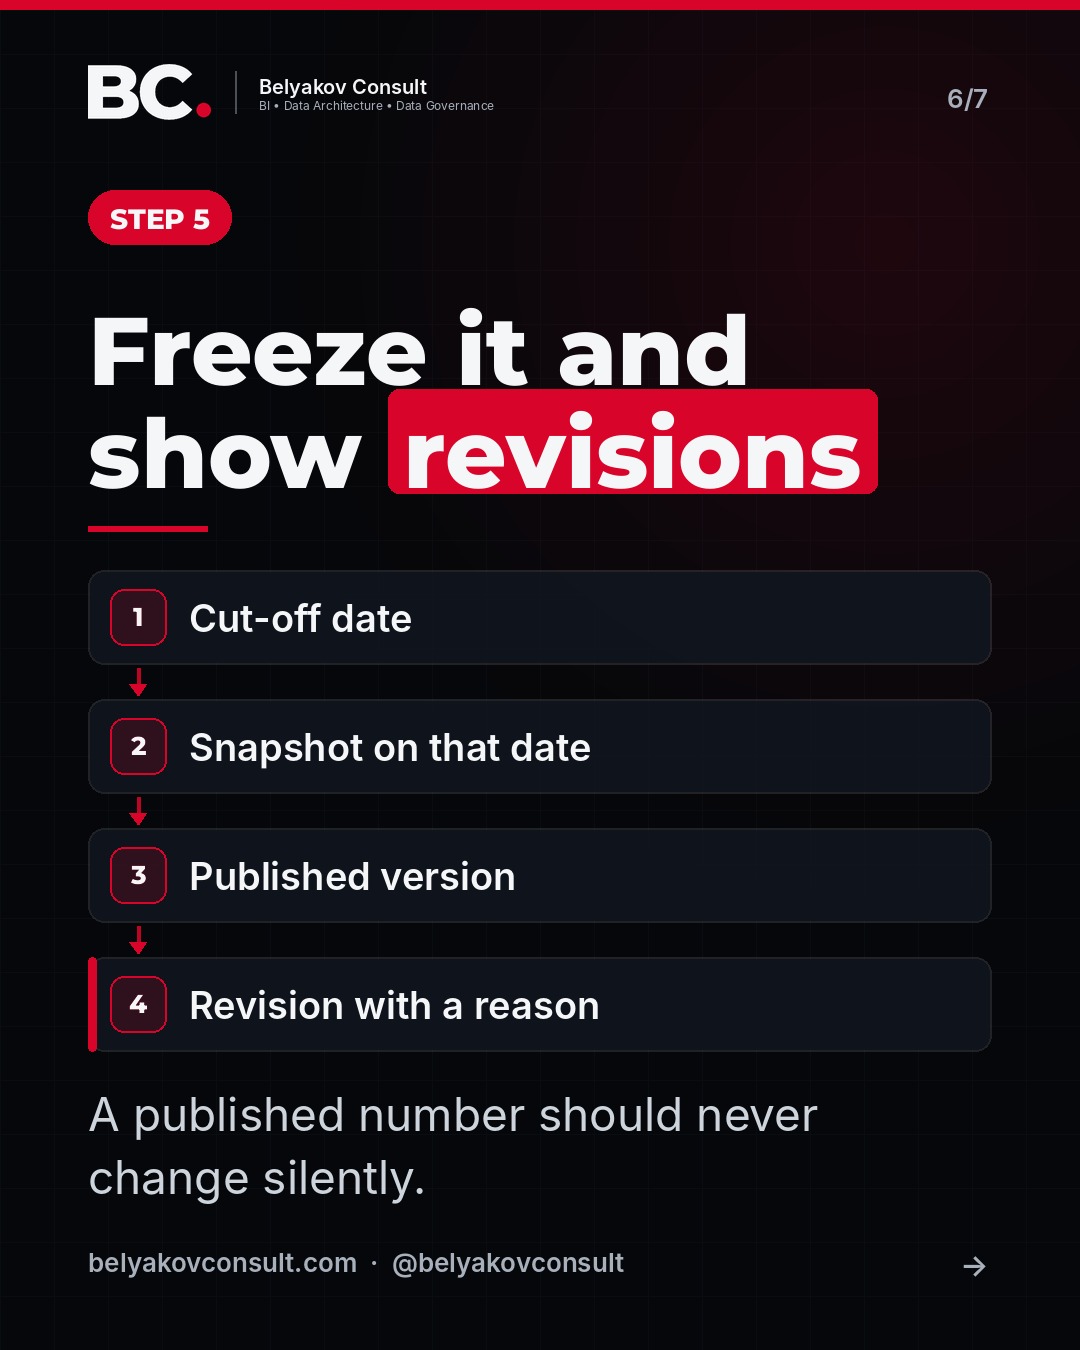 BC.
Belyakov Consult
BI • Data Architecture • Data Governance
6/7
STEP 5
Freeze it and
show revisions
1 Cut-off date
2 Snapshot on that date
3 Published version
4 Revision with a reason
A published number should never
change silently.
belyakovconsult.com · @belyakovconsult →